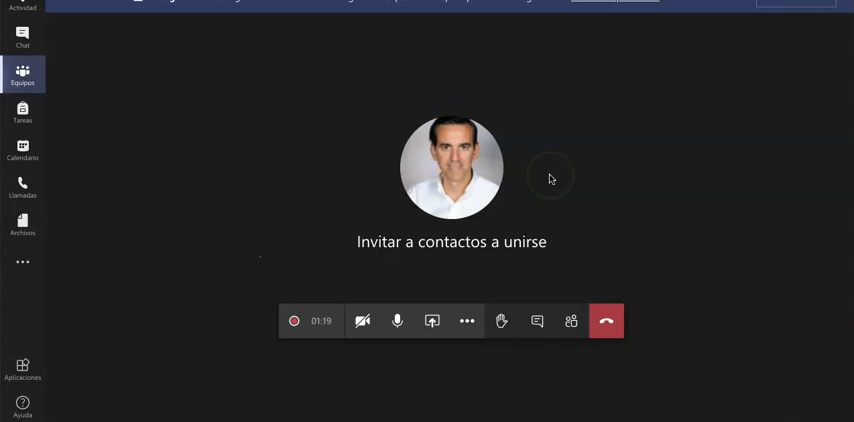 Actividad
Chat
Equipos
Tareas
Calendario
Llamadas
Archivos
Invitar a contactos a unirse
01:19
Aplicaciones
Ayuda